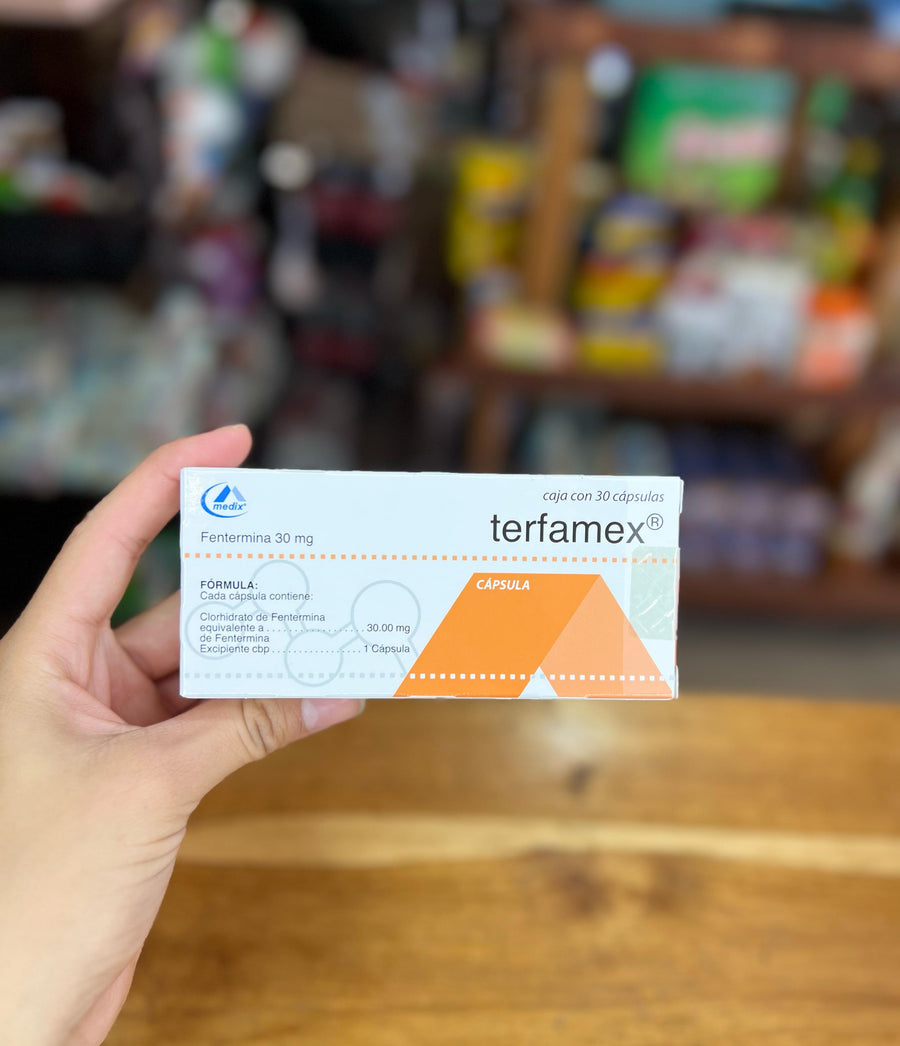 medix®
caja con 30 cápsulas
terfamex®
Fentermina 30 mg
CÁPSULA
FÓRMULA:
Cada cápsula contiene:
Clorhidrato de Fentermina
equivalente a . . . . . . . . . . . . . . . . . . 30.00 mg
de Fentermina
Excipiente cbp . . . . . . . . . . . . . . . . . 1 Cápsula